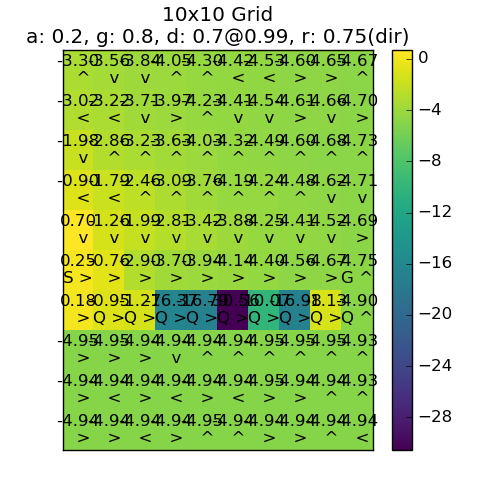 10x10 Grid
a: 0.2, g: 0.8, d: 0.7@0.99, r: 0.75(dir)
-3.30 -3.56 -3.84 -4.05 -4.30 -4.42 -4.53 -4.60 -4.65 -4.67
^ v v ^ ^ < < > > ^
-3.02 -3.22 -3.71 -3.97 -4.23 -4.41 -4.54 -4.61 -4.66 -4.70
< < v > ^ v v > > >
-1.98 -2.86 -3.23 -3.63 -4.03 -4.32 -4.49 -4.60 -4.68 -4.73
v ^ ^ ^ ^ ^ ^ ^ ^ ^
-0.90 -1.79 -2.46 -3.09 -3.76 -4.19 -4.24 -4.48 -4.62 -4.71
< < ^ ^ ^ ^ ^ ^ v v
0.70 -1.26 -1.99 -2.81 -3.42 -3.88 -4.25 -4.41 -4.52 -4.69
v v v v v v v v v >
0.25 -0.76 -2.90 -3.70 -3.94 -4.14 -4.40 -4.56 -4.67 -4.75
S > > > > > > > > > G ^
0.18 -0.95 -4.90
> Q > Q > Q > Q > Q > Q > Q > Q > Q ^
-4.95 -4.95 -4.94 -4.94 -4.94 -4.94 -4.95 -4.95 -4.95 -4.93
> > > v ^ ^ ^ ^ ^ ^
-4.94 -4.94 -4.94 -4.94 -4.94 -4.94 -4.94 -4.94 -4.94 -4.93
> < > < > > > > ^ ^
-4.94 -4.94 -4.94 -4.94 -4.94 -4.94 -4.94 -4.94 -4.94 -4.94
> > < > ^ ^ > > ^ <
0
−4
−8
−12
−16
−20
−24
−28